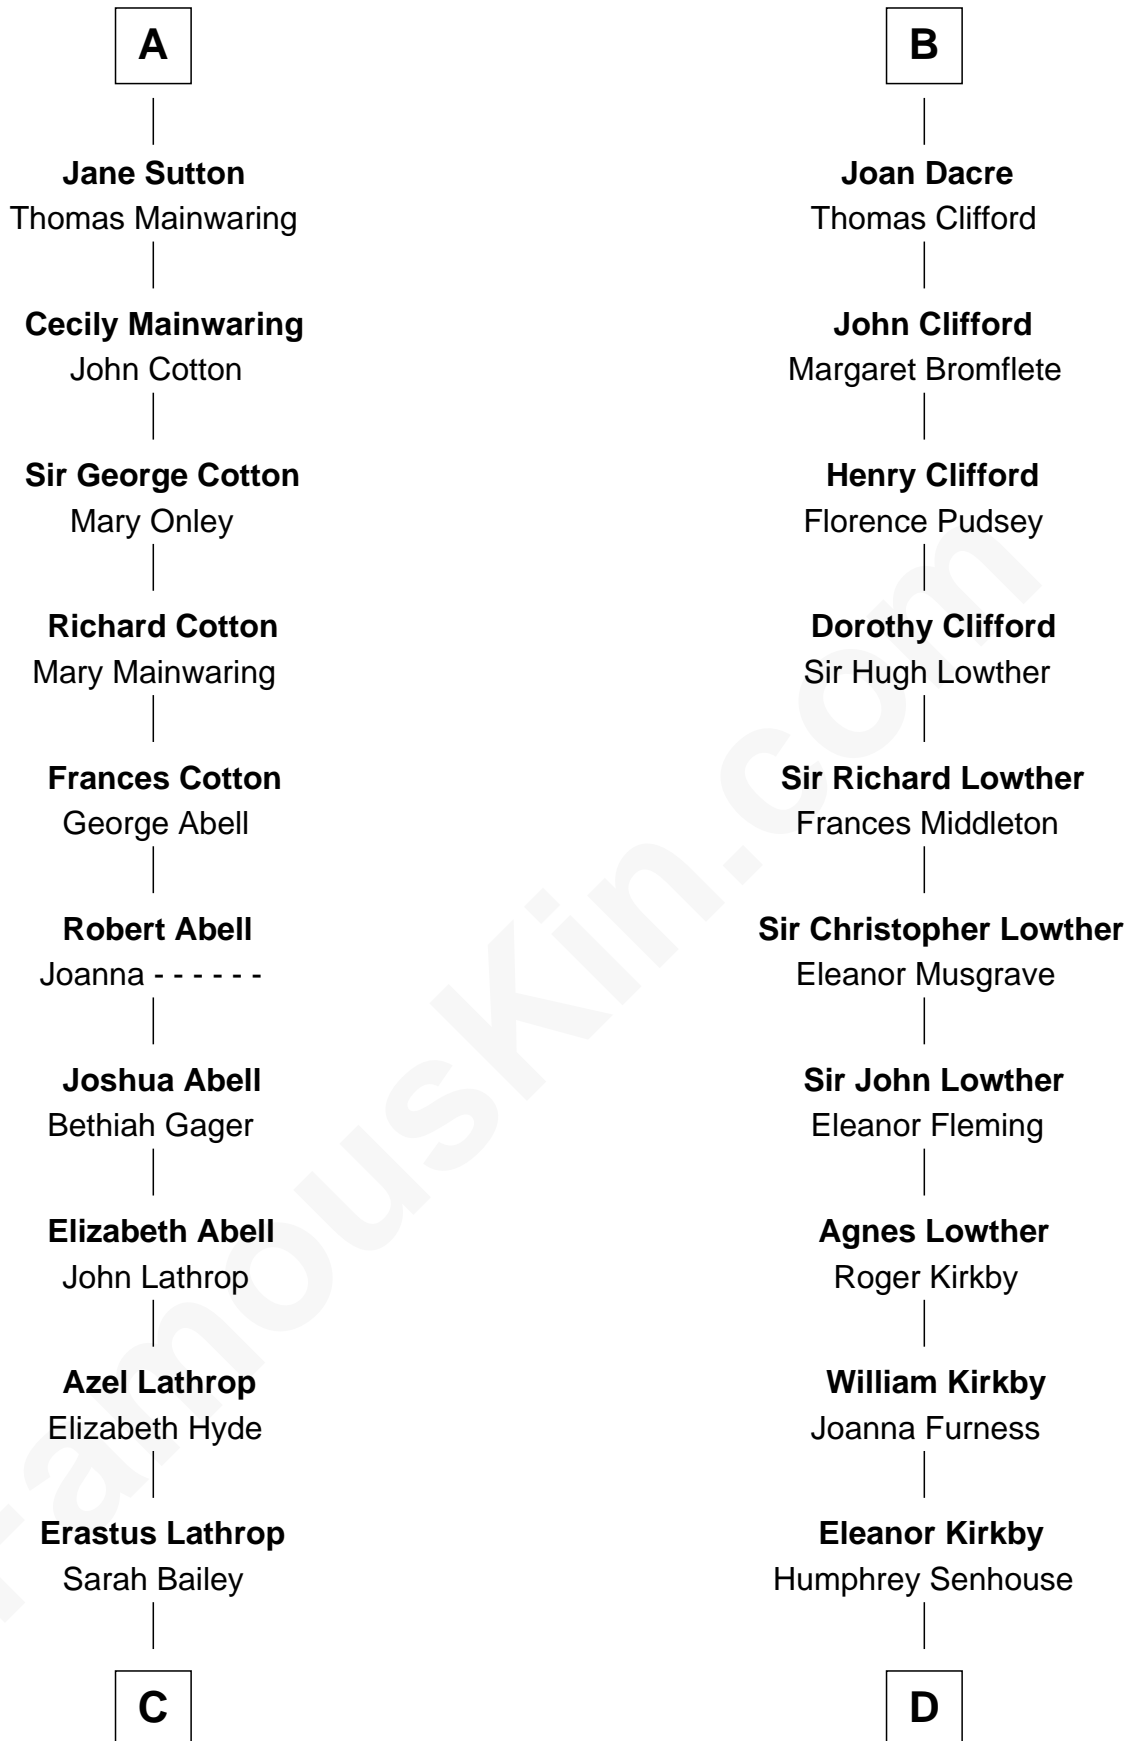 A
Jane Sutton
Thomas Mainwaring
Cecily Mainwaring
John Cotton
Sir George Cotton
Mary Onley
Richard Cotton
Mary Mainwaring
Frances Cotton
George Abell
Robert Abell
Joanna - - - - - -
Joshua Abell
Bethiah Gager
Elizabeth Abell
John Lathrop
Azel Lathrop
Elizabeth Hyde
Erastus Lathrop
Sarah Bailey
C
B
Joan Dacre
Thomas Clifford
John Clifford
Margaret Bromflete
Henry Clifford
Florence Pudsey
Dorothy Clifford
Sir Hugh Lowther
Sir Richard Lowther
Frances Middleton
Sir Christopher Lowther
Eleanor Musgrave
Sir John Lowther
Eleanor Fleming
Agnes Lowther
Roger Kirkby
William Kirkby
Joanna Furness
Eleanor Kirkby
Humphrey Senhouse
D
FamousKin.com